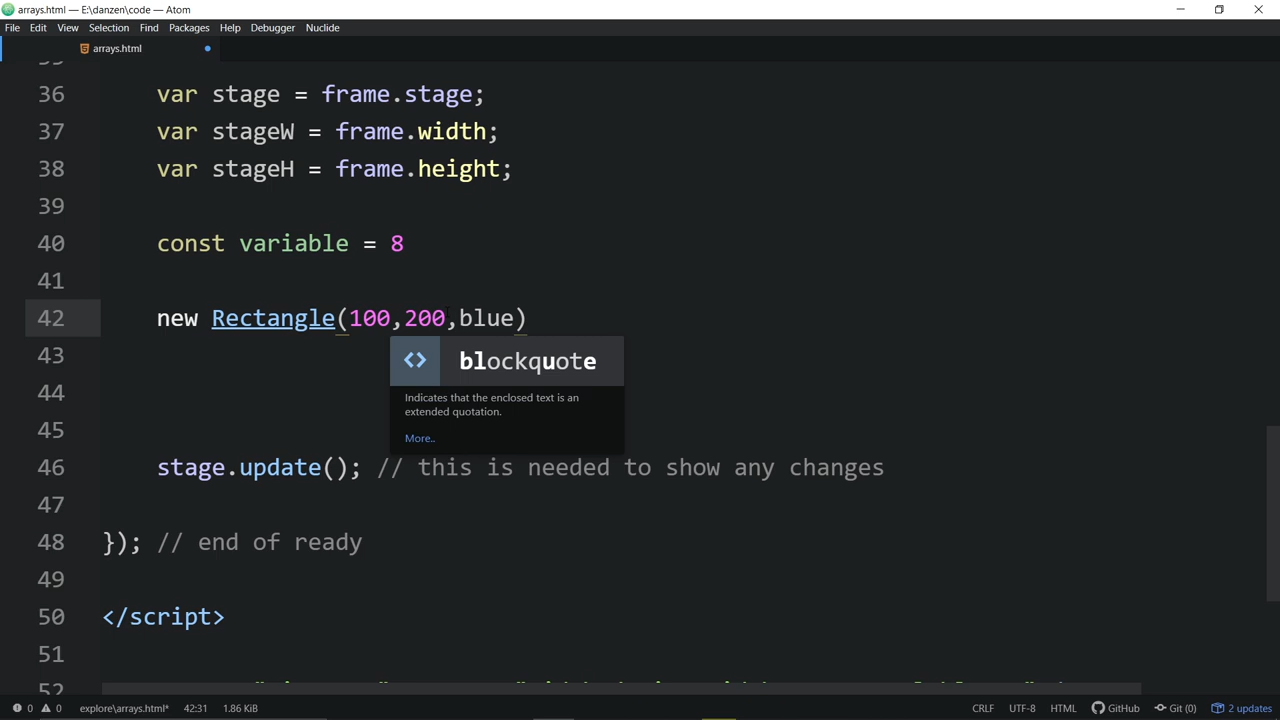 arrays.html — E:\danzen\code — Atom
File Edit View Selection Find Packages Help Debugger Nuclide
arrays.html
36 var stage = frame.stage;
37 var stageW = frame.width;
38 var stageH = frame.height;
39
40 const variable = 8
41
42 new Rectangle(100,200,blue)
43
blockquote
44
Indicates that the enclosed text is an
extended quotation.
45
More..
46 stage.update(); // this is needed to show any changes
47
48 }); // end of ready
49
50 </script>
51
52
0 0 explore\arrays.html* 42:31 1.86 KiB CRLF UTF-8 HTML GitHub Git (0) 2 updates